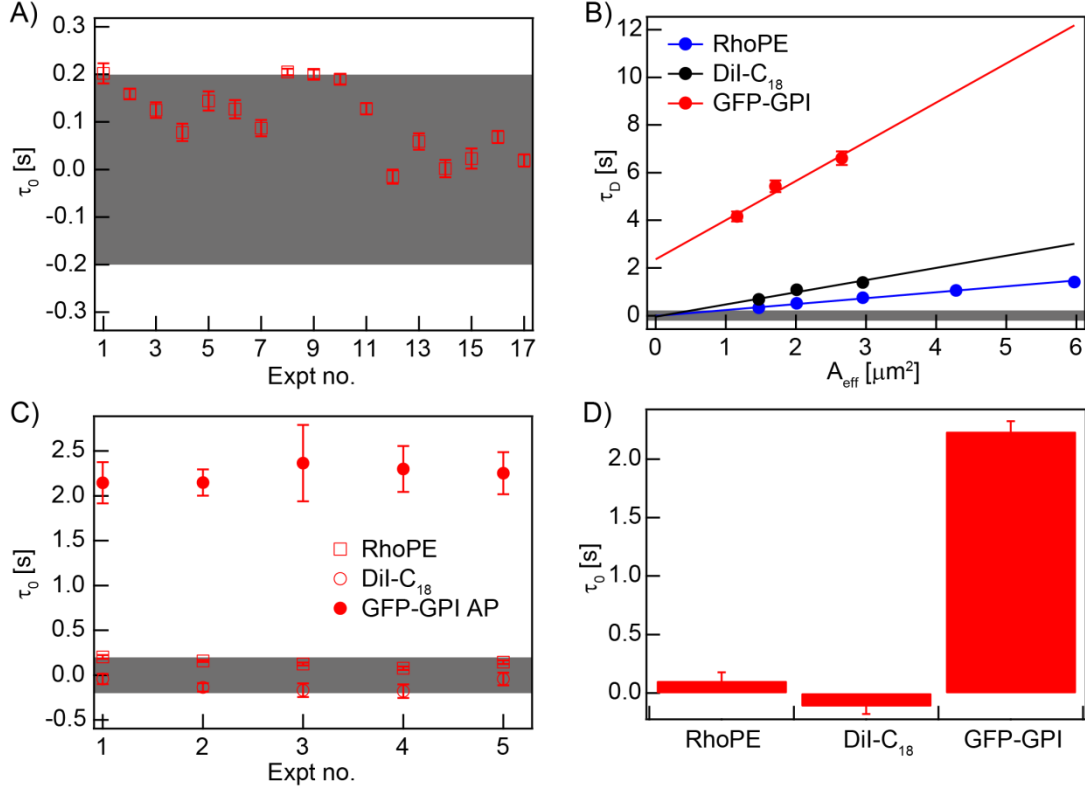 A)
0.3
0.2
0.1
0.0
-0.1
-0.2
-0.3
τ₀ [s]
1 3 5 7 9 11 13 15 17
Expt no.
B)
12
10
8
6
4
2
0
τ_D [s]
RhoPE
DiI-C₁₈
GFP-GPI
0 1 2 3 4 5 6
A_eff [μm²]
C)
2.5
2.0
1.5
1.0
0.5
0.0
-0.5
τ₀ [s]
RhoPE
DiI-C₁₈
GFP-GPI AP
1 2 3 4 5
Expt no.
D)
2.0
1.5
1.0
0.5
0.0
τ₀ [s]
RhoPE DiI-C₁₈ GFP-GPI